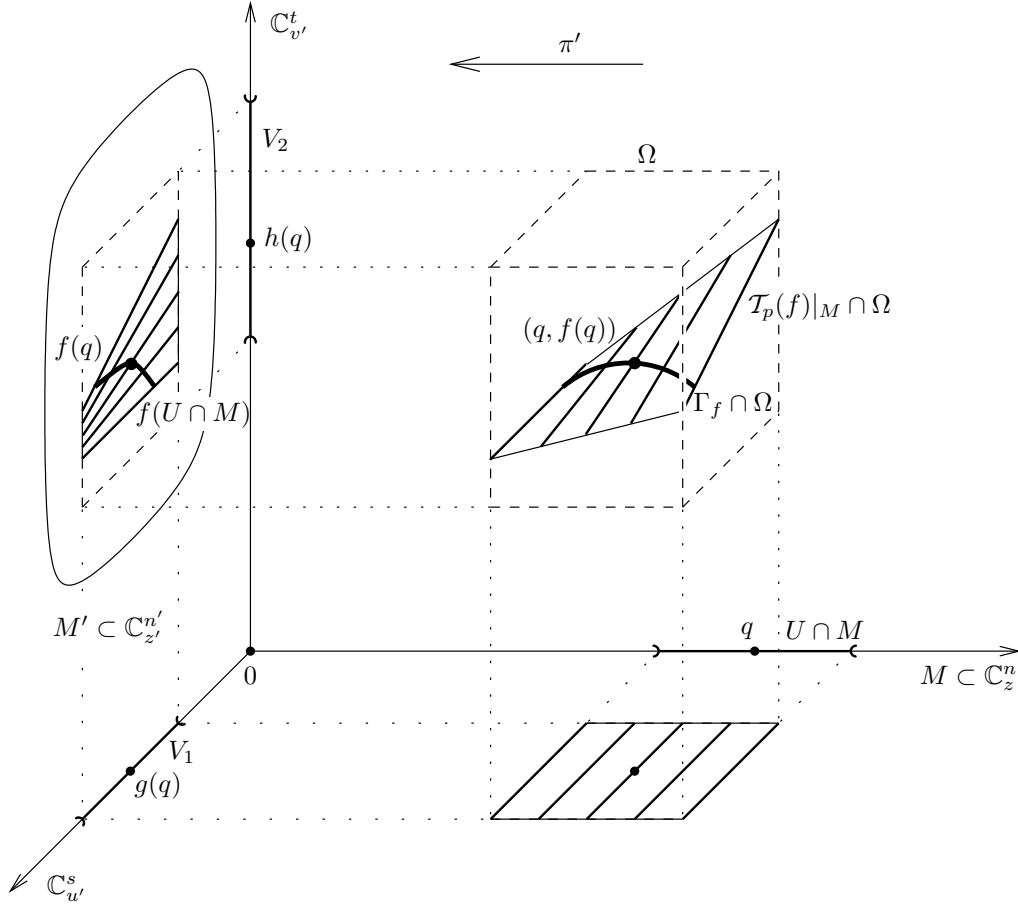 $\mathbb{C}^t_{v'}$
$\pi'$
$V_2$
$\Omega$
$h(q)$
$\mathcal{T}_p(f)|_M \cap \Omega$
$(q, f(q))$
$f(q)$
$\Gamma_f \cap \Omega$
$f(U \cap M)$
$M' \subset \mathbb{C}^{n'}_{z'}$
$q$
$U \cap M$
$0$
$M \subset \mathbb{C}^n_z$
$V_1$
$g(q)$
$\mathbb{C}^s_{u'}$